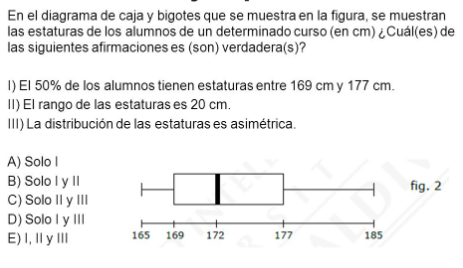 En el diagrama de caja y bigotes que se muestra en la figura, se muestran
las estaturas de los alumnos de un determinado curso (en cm) ¿Cuál(es) de
las siguientes afirmaciones es (son) verdadera(s)?
I) El 50% de los alumnos tienen estaturas entre 169 cm y 177 cm.
II) El rango de las estaturas es 20 cm.
III) La distribución de las estaturas es asimétrica.
A) Solo I
B) Solo I y II
C) Solo II y III
D) Solo I y III
E) I, II y III
fig. 2
165 169 172 177 185